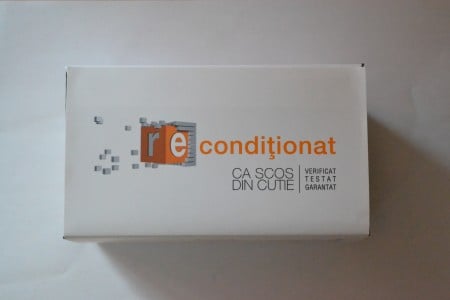 recondiţionat
CA SCOS
DIN CUTIE
VERIFICAT
TESTAT
GARANTAT